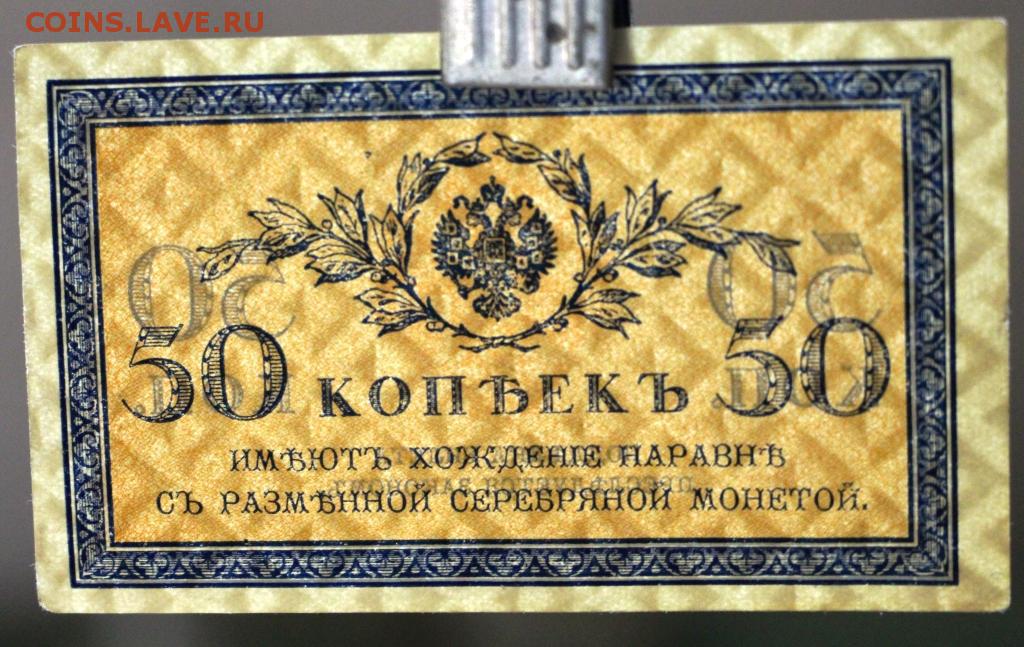 COINS.LAVE.RU
50 КОПѢЕКЪ 50
ИМѢЮТЪ ХОЖДЕНІЕ НАРАВНѢ
СЪ РАЗМѢННОЙ СЕРЕБРЯНОЙ МОНЕТОЙ.